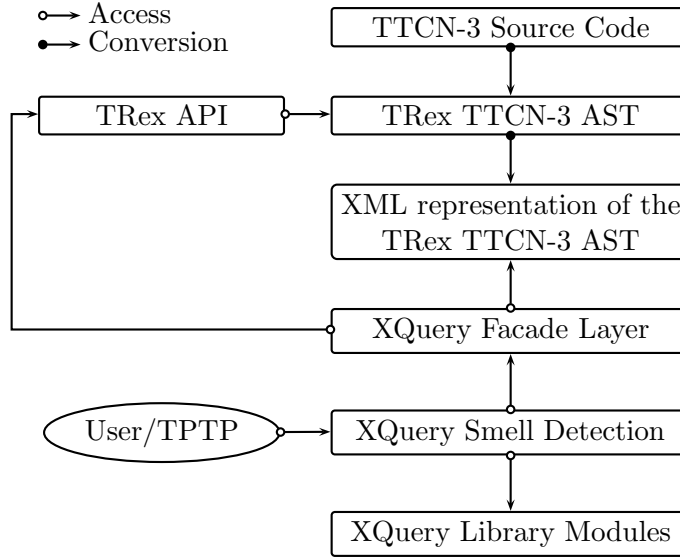 Access
Conversion
TTCN-3 Source Code
TRex API
TRex TTCN-3 AST
XML representation of the
TRex TTCN-3 AST
XQuery Facade Layer
User/TPTP
XQuery Smell Detection
XQuery Library Modules